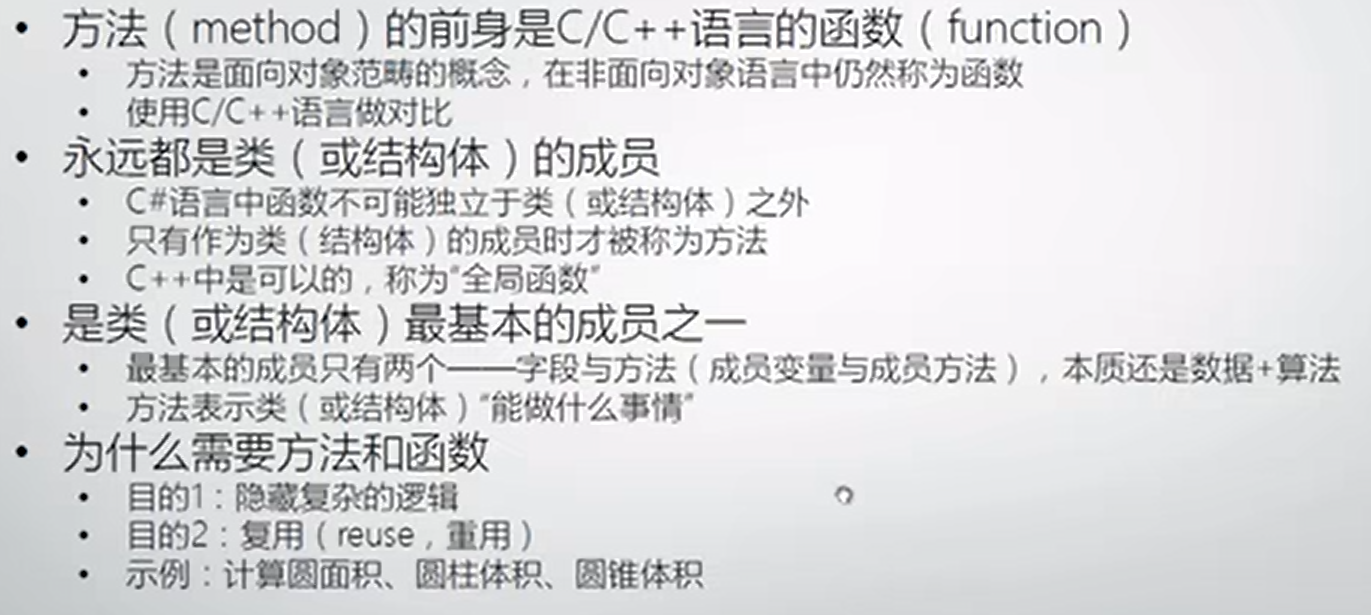 • 方法（method）的前身是C/C++语言的函数（function）
• 方法是面向对象范畴的概念，在非面向对象语言中仍然称为函数
• 使用C/C++语言做对比
• 永远都是类（或结构体）的成员
• C#语言中函数不可能独立于类（或结构体）之外
• 只有作为类（结构体）的成员时才被称为方法
• C++中是可以的，称为“全局函数”
• 是类（或结构体）最基本的成员之一
• 最基本的成员只有两个——字段与方法（成员变量与成员方法），本质还是数据+算法
• 方法表示类（或结构体）“能做什么事情”
• 为什么需要方法和函数
• 目的1：隐藏复杂的逻辑
• 目的2：复用（reuse，重用）
• 示例：计算圆面积、圆柱体积、圆锥体积